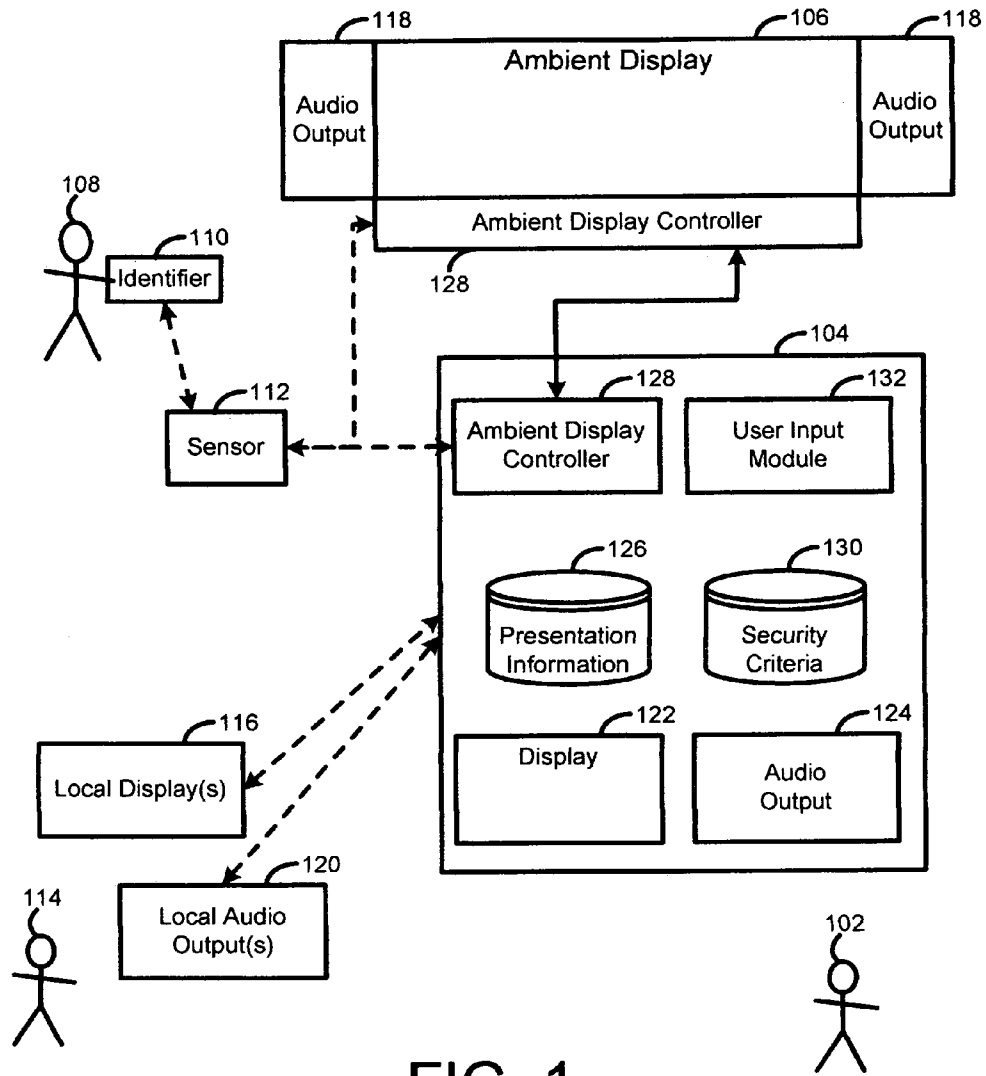 118
106
118
Ambient Display
Audio
Output
Audio
Output
108
110
Identifier
Ambient Display Controller
128
104
112
Sensor
128
Ambient Display
Controller
132
User Input
Module
126
Presentation
Information
130
Security
Criteria
116
Local Display(s)
122
Display
124
Audio
Output
120
Local Audio
Output(s)
114
102
FIG. 1